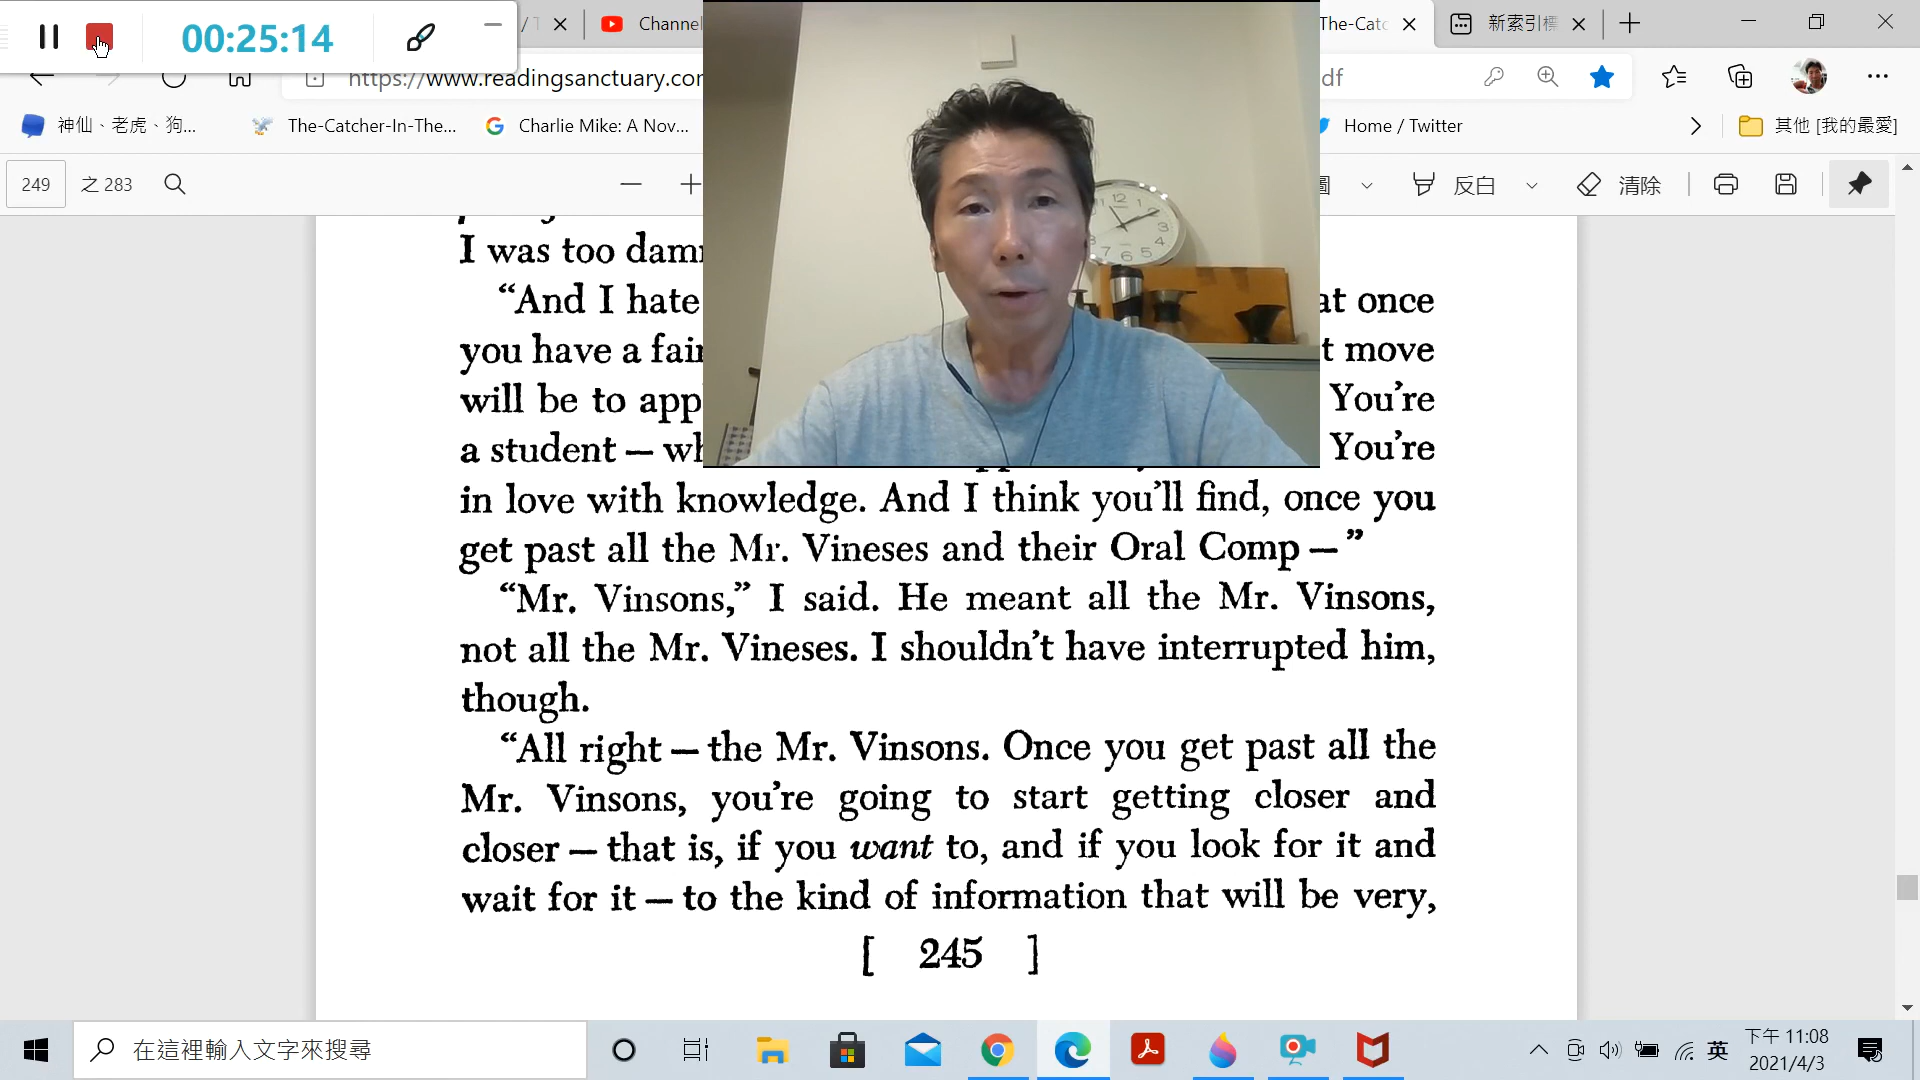 00:25:14
Channel
The-Catc
新索引標
https://www.readingsanctuary.com
df
神仙、老虎、狗...
The-Catcher-In-The...
Charlie Mike: A Nov...
Home / Twitter
其他 [我的最愛]
249 之 283
反白
清除
I was too dam
“And I hate
at once
you have a fair
t move
will be to app
You’re
a student — wh
You’re
in love with knowledge. And I think you’ll find, once you
get past all the Mr. Vineses and their Oral Comp — ”
“Mr. Vinsons,” I said. He meant all the Mr. Vinsons,
not all the Mr. Vineses. I shouldn’t have interrupted him,
though.
“All right — the Mr. Vinsons. Once you get past all the
Mr. Vinsons, you’re going to start getting closer and
closer — that is, if you want to, and if you look for it and
wait for it — to the kind of information that will be very,
[ 245 ]
在這裡輸入文字來搜尋
英
下午 11:08
2021/4/3